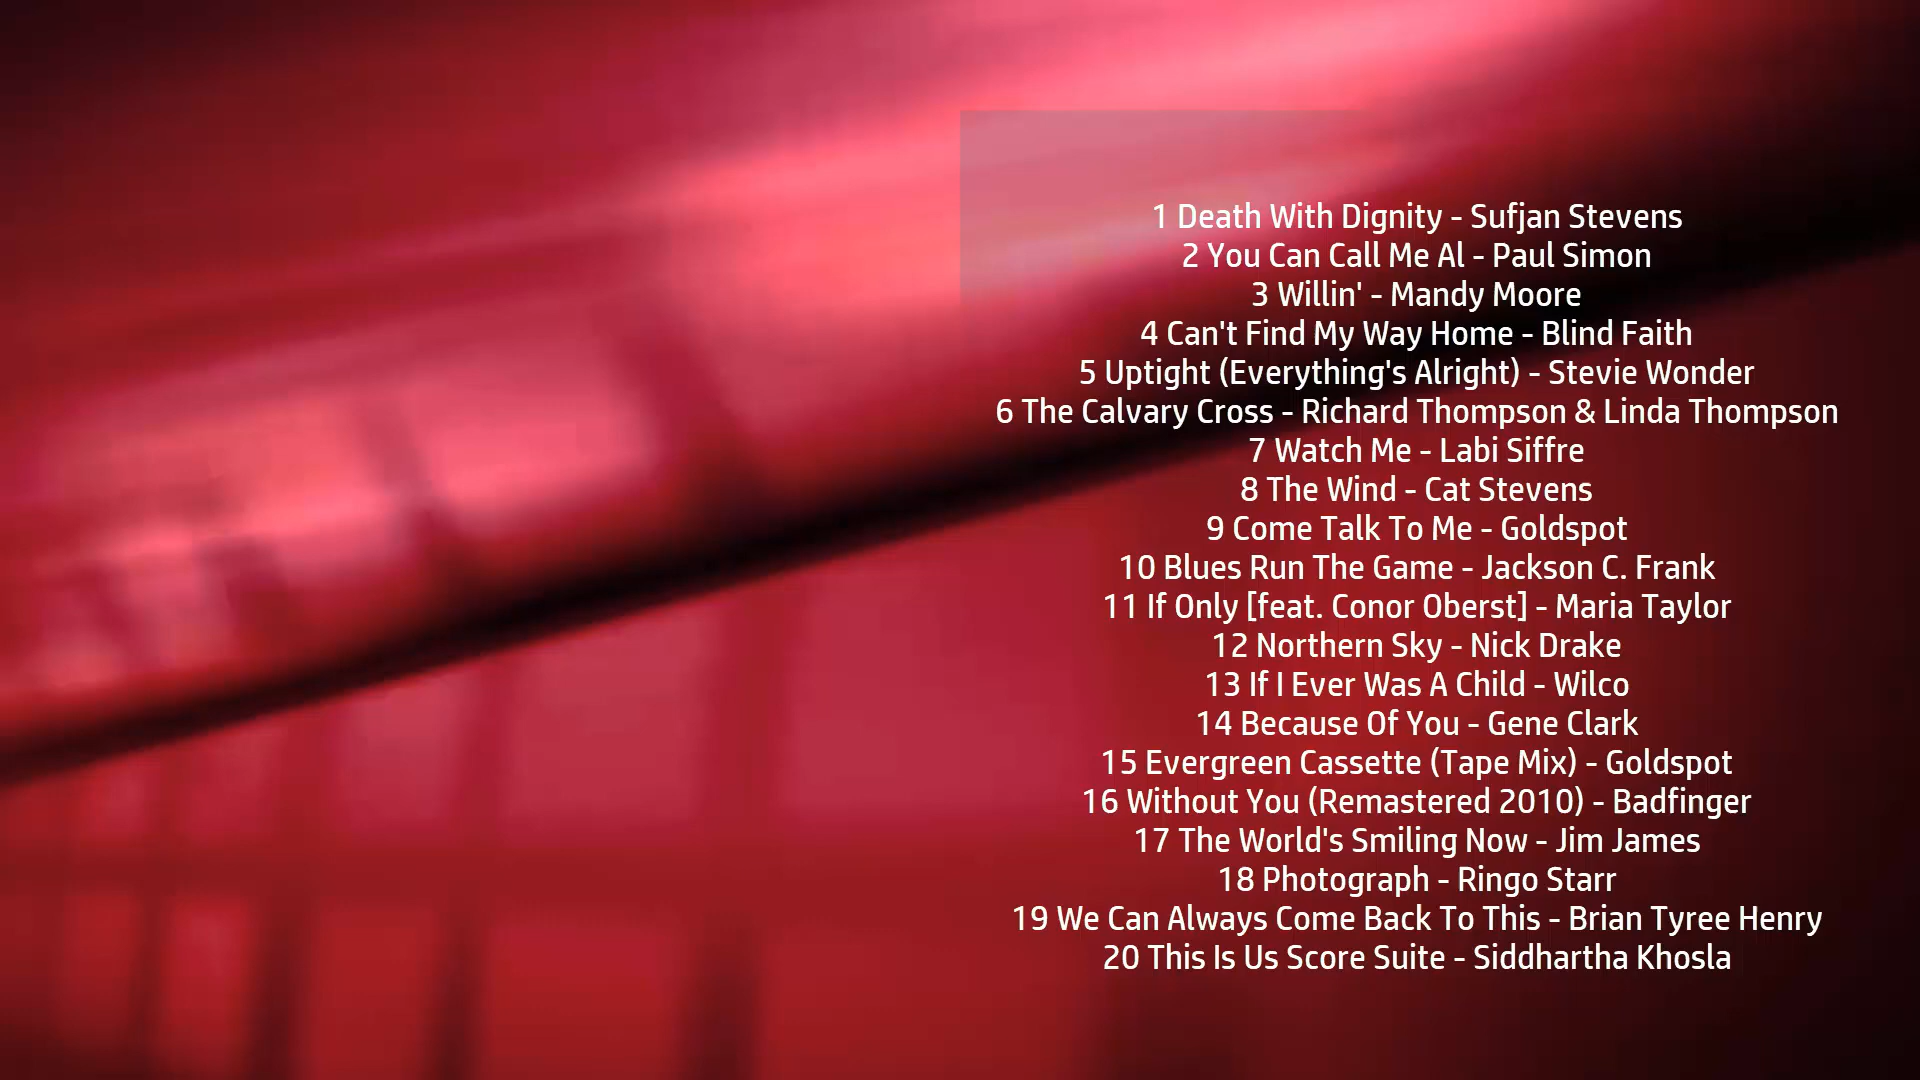 1 Death With Dignity - Sufjan Stevens
2 You Can Call Me Al - Paul Simon
3 Willin' - Mandy Moore
4 Can't Find My Way Home - Blind Faith
5 Uptight (Everything's Alright) - Stevie Wonder
6 The Calvary Cross - Richard Thompson & Linda Thompson
7 Watch Me - Labi Siffre
8 The Wind - Cat Stevens
9 Come Talk To Me - Goldspot
10 Blues Run The Game - Jackson C. Frank
11 If Only [feat. Conor Oberst] - Maria Taylor
12 Northern Sky - Nick Drake
13 If I Ever Was A Child - Wilco
14 Because Of You - Gene Clark
15 Evergreen Cassette (Tape Mix) - Goldspot
16 Without You (Remastered 2010) - Badfinger
17 The World's Smiling Now - Jim James
18 Photograph - Ringo Starr
19 We Can Always Come Back To This - Brian Tyree Henry
20 This Is Us Score Suite - Siddhartha Khosla